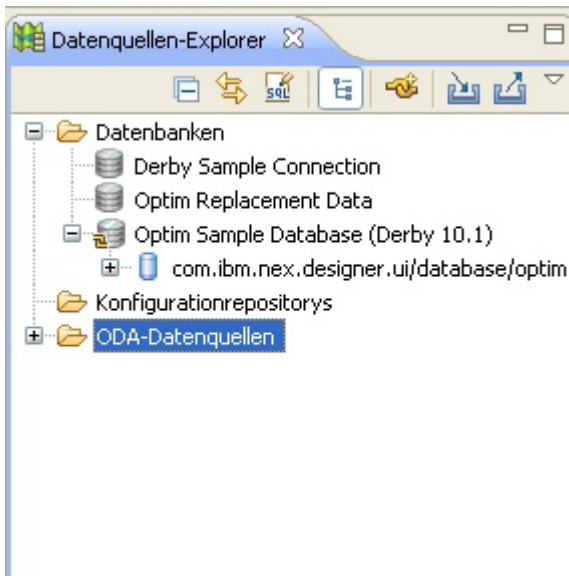 Datenquellen-Explorer
SQL
Datenbanken
Derby Sample Connection
Optim Replacement Data
Optim Sample Database (Derby 10.1)
com.ibm.nex.designer.ui/database/optim
Konfigurationrepositorys
ODA-Datenquellen